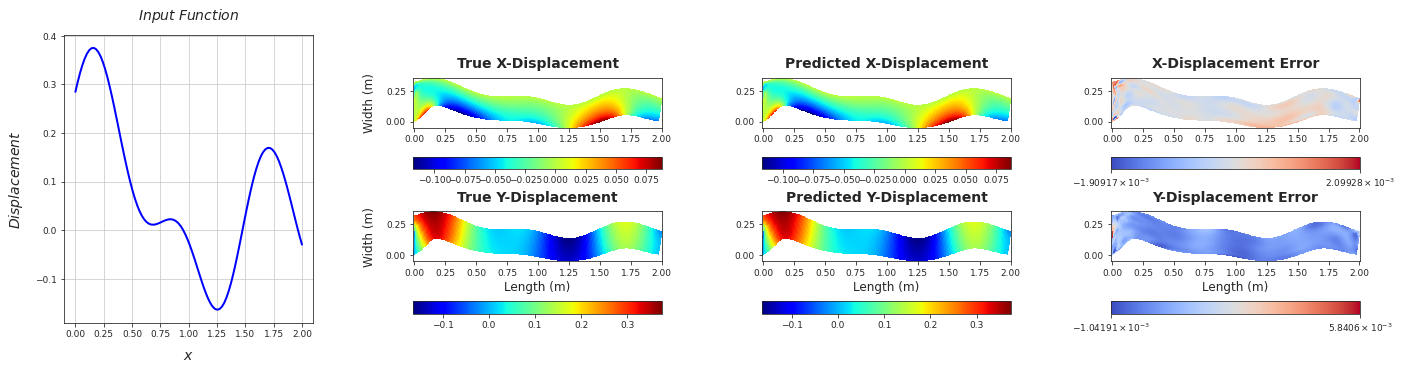 Input Function
Displacement
0.4
0.3
0.2
0.1
0.0
−0.1
0.00 0.25 0.50 0.75 1.00 1.25 1.50 1.75 2.00
x
True X-Displacement
Width (m)
0.25
0.00
0.00 0.25 0.50 0.75 1.00 1.25 1.50 1.75 2.00
−0.100 −0.075 −0.050 −0.025 0.000 0.025 0.050 0.075
True Y-Displacement
Width (m)
0.25
0.00
0.00 0.25 0.50 0.75 1.00 1.25 1.50 1.75 2.00
Length (m)
−0.1 0.0 0.1 0.2 0.3
Predicted X-Displacement
0.25
0.00
0.00 0.25 0.50 0.75 1.00 1.25 1.50 1.75 2.00
−0.100 −0.075 −0.050 −0.025 0.000 0.025 0.050 0.075
Predicted Y-Displacement
0.25
0.00
0.00 0.25 0.50 0.75 1.00 1.25 1.50 1.75 2.00
Length (m)
−0.1 0.0 0.1 0.2 0.3
X-Displacement Error
0.25
0.00
0.00 0.25 0.50 0.75 1.00 1.25 1.50 1.75 2.00
−1.90917 × 10⁻³ 2.09928 × 10⁻³
Y-Displacement Error
0.25
0.00
0.00 0.25 0.50 0.75 1.00 1.25 1.50 1.75 2.00
Length (m)
−1.04191 × 10⁻³ 5.8406 × 10⁻³